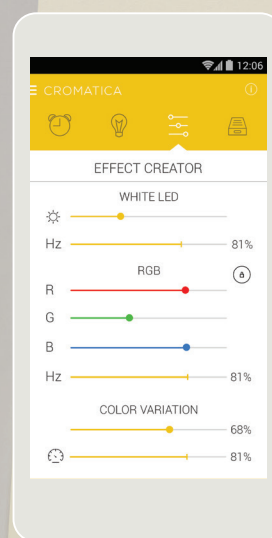 12:06
CROMATICA
EFFECT CREATOR
WHITE LED
Hz 81%
RGB
R
G
B
Hz 81%
COLOR VARIATION
68%
81%